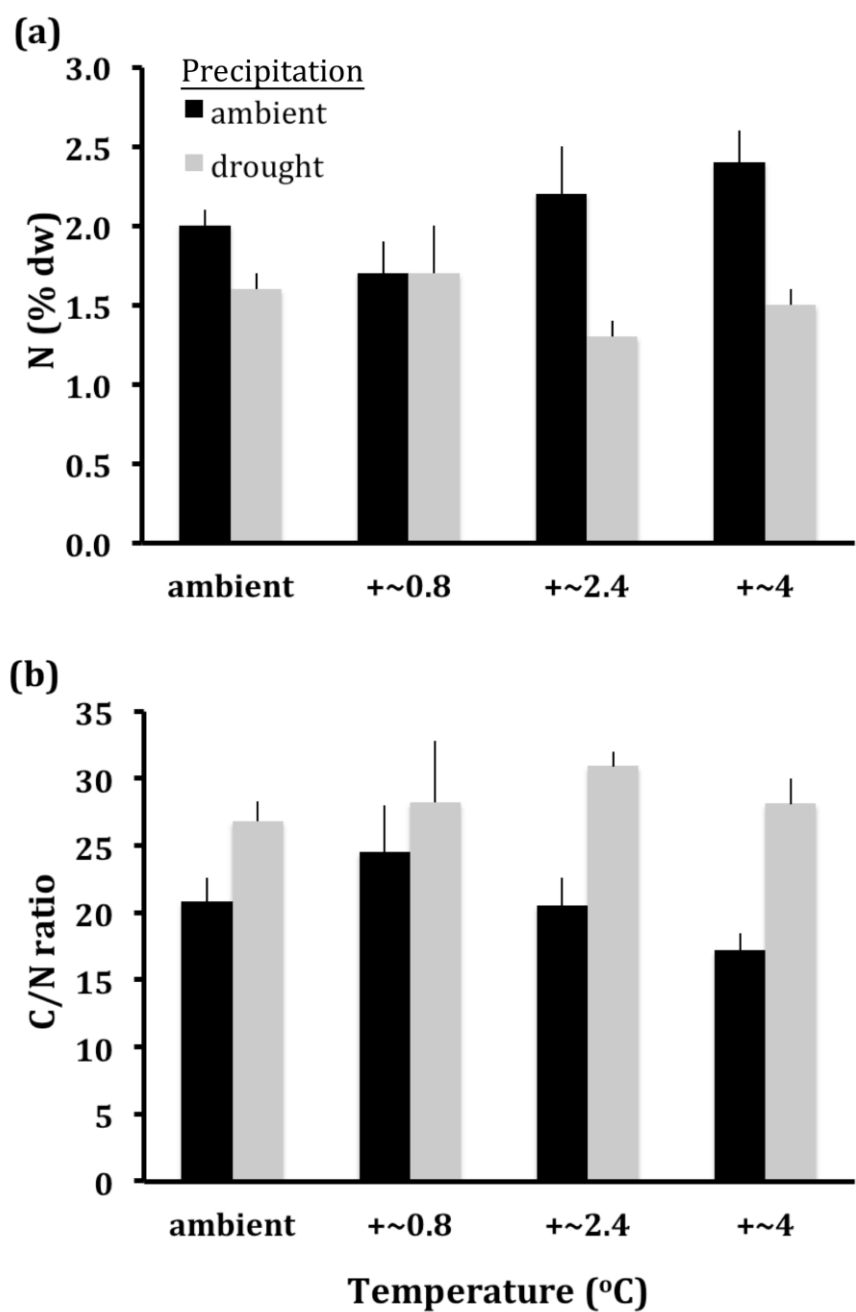 (a)
3.0
Precipitation
ambient
2.5
drought
2.0
1.5
1.0
0.5
0.0
N (% dw)
ambient +~0.8 +~2.4 +~4
(b)
35
30
25
20
15
10
5
0
C/N ratio
ambient +~0.8 +~2.4 +~4
Temperature (ºC)